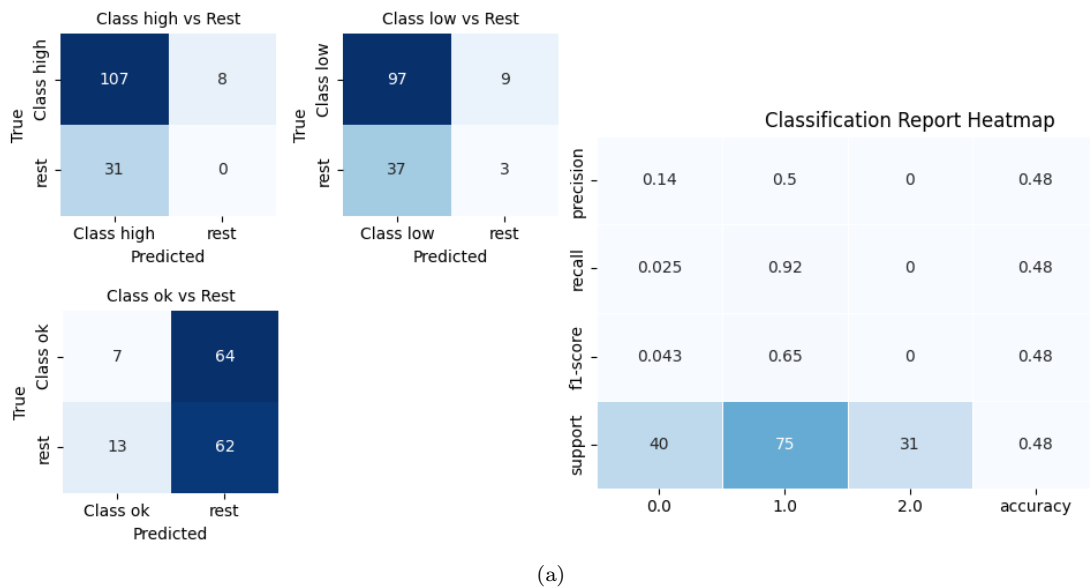 Class high vs Rest
Class high
107
8
True
rest
31
0
Class high
rest
Predicted
Class low vs Rest
Class low
97
9
True
rest
37
3
Class low
rest
Predicted
Class ok vs Rest
Class ok
7
64
True
rest
13
62
Class ok
rest
Predicted
Classification Report Heatmap
precision
0.14
0.5
0
0.48
recall
0.025
0.92
0
0.48
f1-score
0.043
0.65
0
0.48
support
40
75
31
0.48
0.0
1.0
2.0
accuracy
(a)